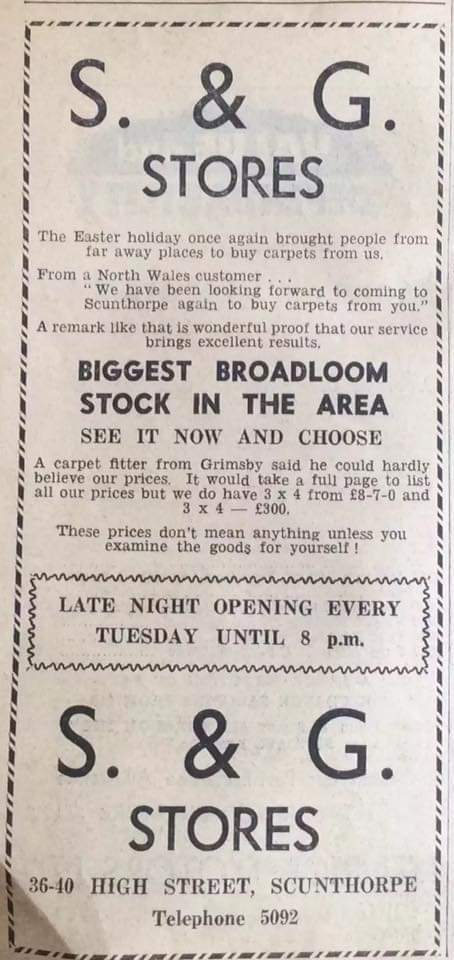 S. & G.
STORES
The Easter holiday once again brought people from
far away places to buy carpets from us.
From a North Wales customer . . .
" We have been looking forward to coming to
Scunthorpe again to buy carpets from you."
A remark like that is wonderful proof that our service
brings excellent results.
BIGGEST BROADLOOM
STOCK IN THE AREA
SEE IT NOW AND CHOOSE
A carpet fitter from Grimsby said he could hardly
believe our prices. It would take a full page to list
all our prices but we do have 3 x 4 from £8-7-0 and
3 x 4 — £300.
These prices don't mean anything unless you
examine the goods for yourself !
LATE NIGHT OPENING EVERY
TUESDAY UNTIL 8 p.m.
S. & G.
STORES
36-40 HIGH STREET, SCUNTHORPE
Telephone 5092